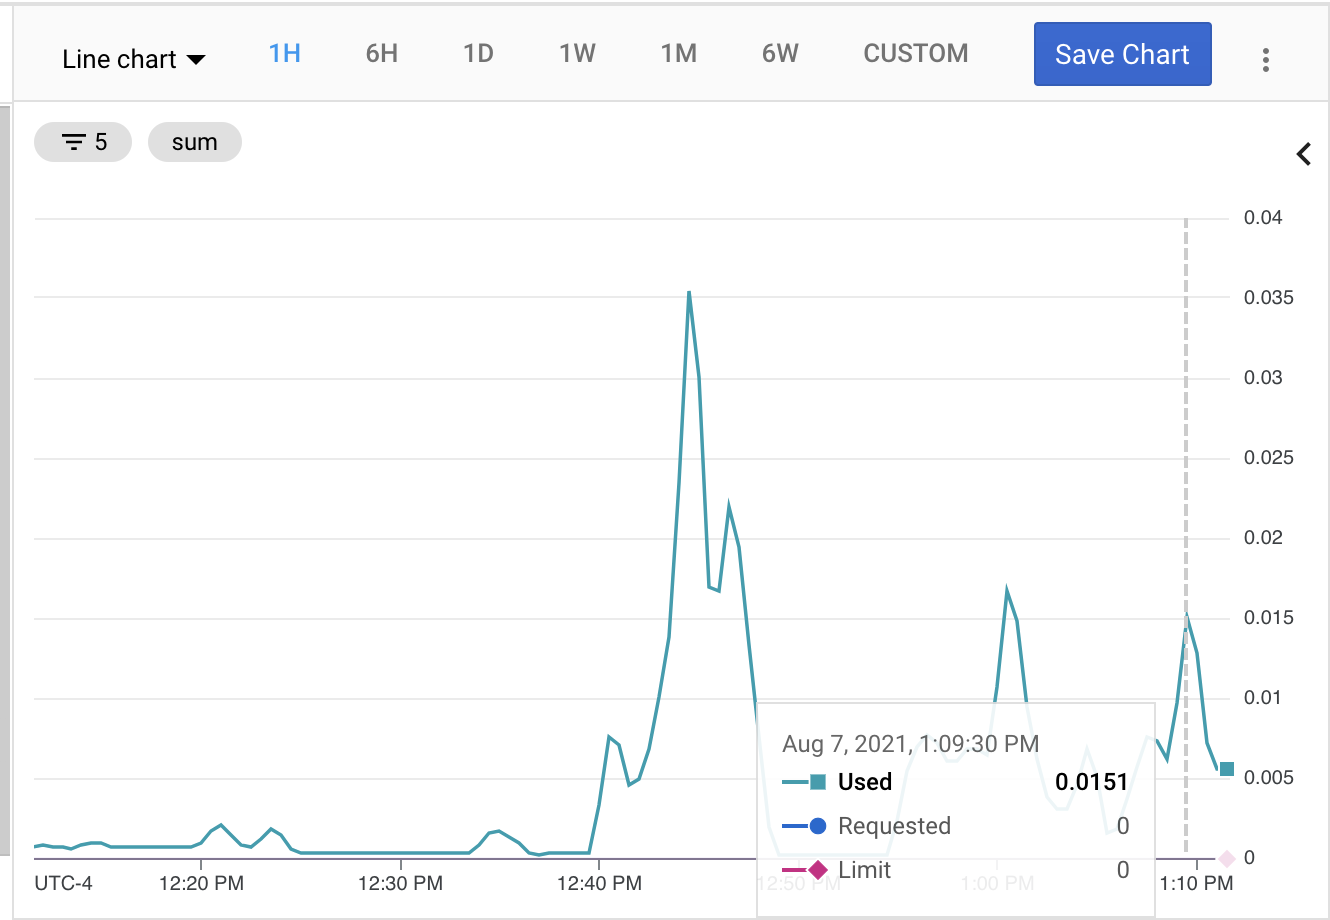 Line chart 1H 6H 1D 1W 1M 6W CUSTOM Save Chart
5 sum
0.04
0.035
0.03
0.025
0.02
0.015
0.01
Aug 7, 2021, 1:09:30 PM
Used 0.0151
0.005
Requested 0
0
Limit 0
UTC-4 12:20 PM 12:30 PM 12:40 PM 12:50 PM 1:00 PM 1:10 PM